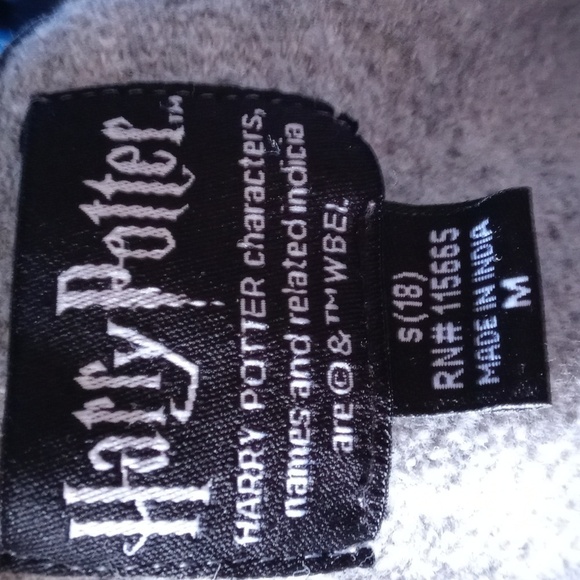 Harry Potter™
HARRY POTTER characters,
names and related indicia
are © & ™ WBEI.
S(18)
RN# 115665
MADE IN INDIA
M